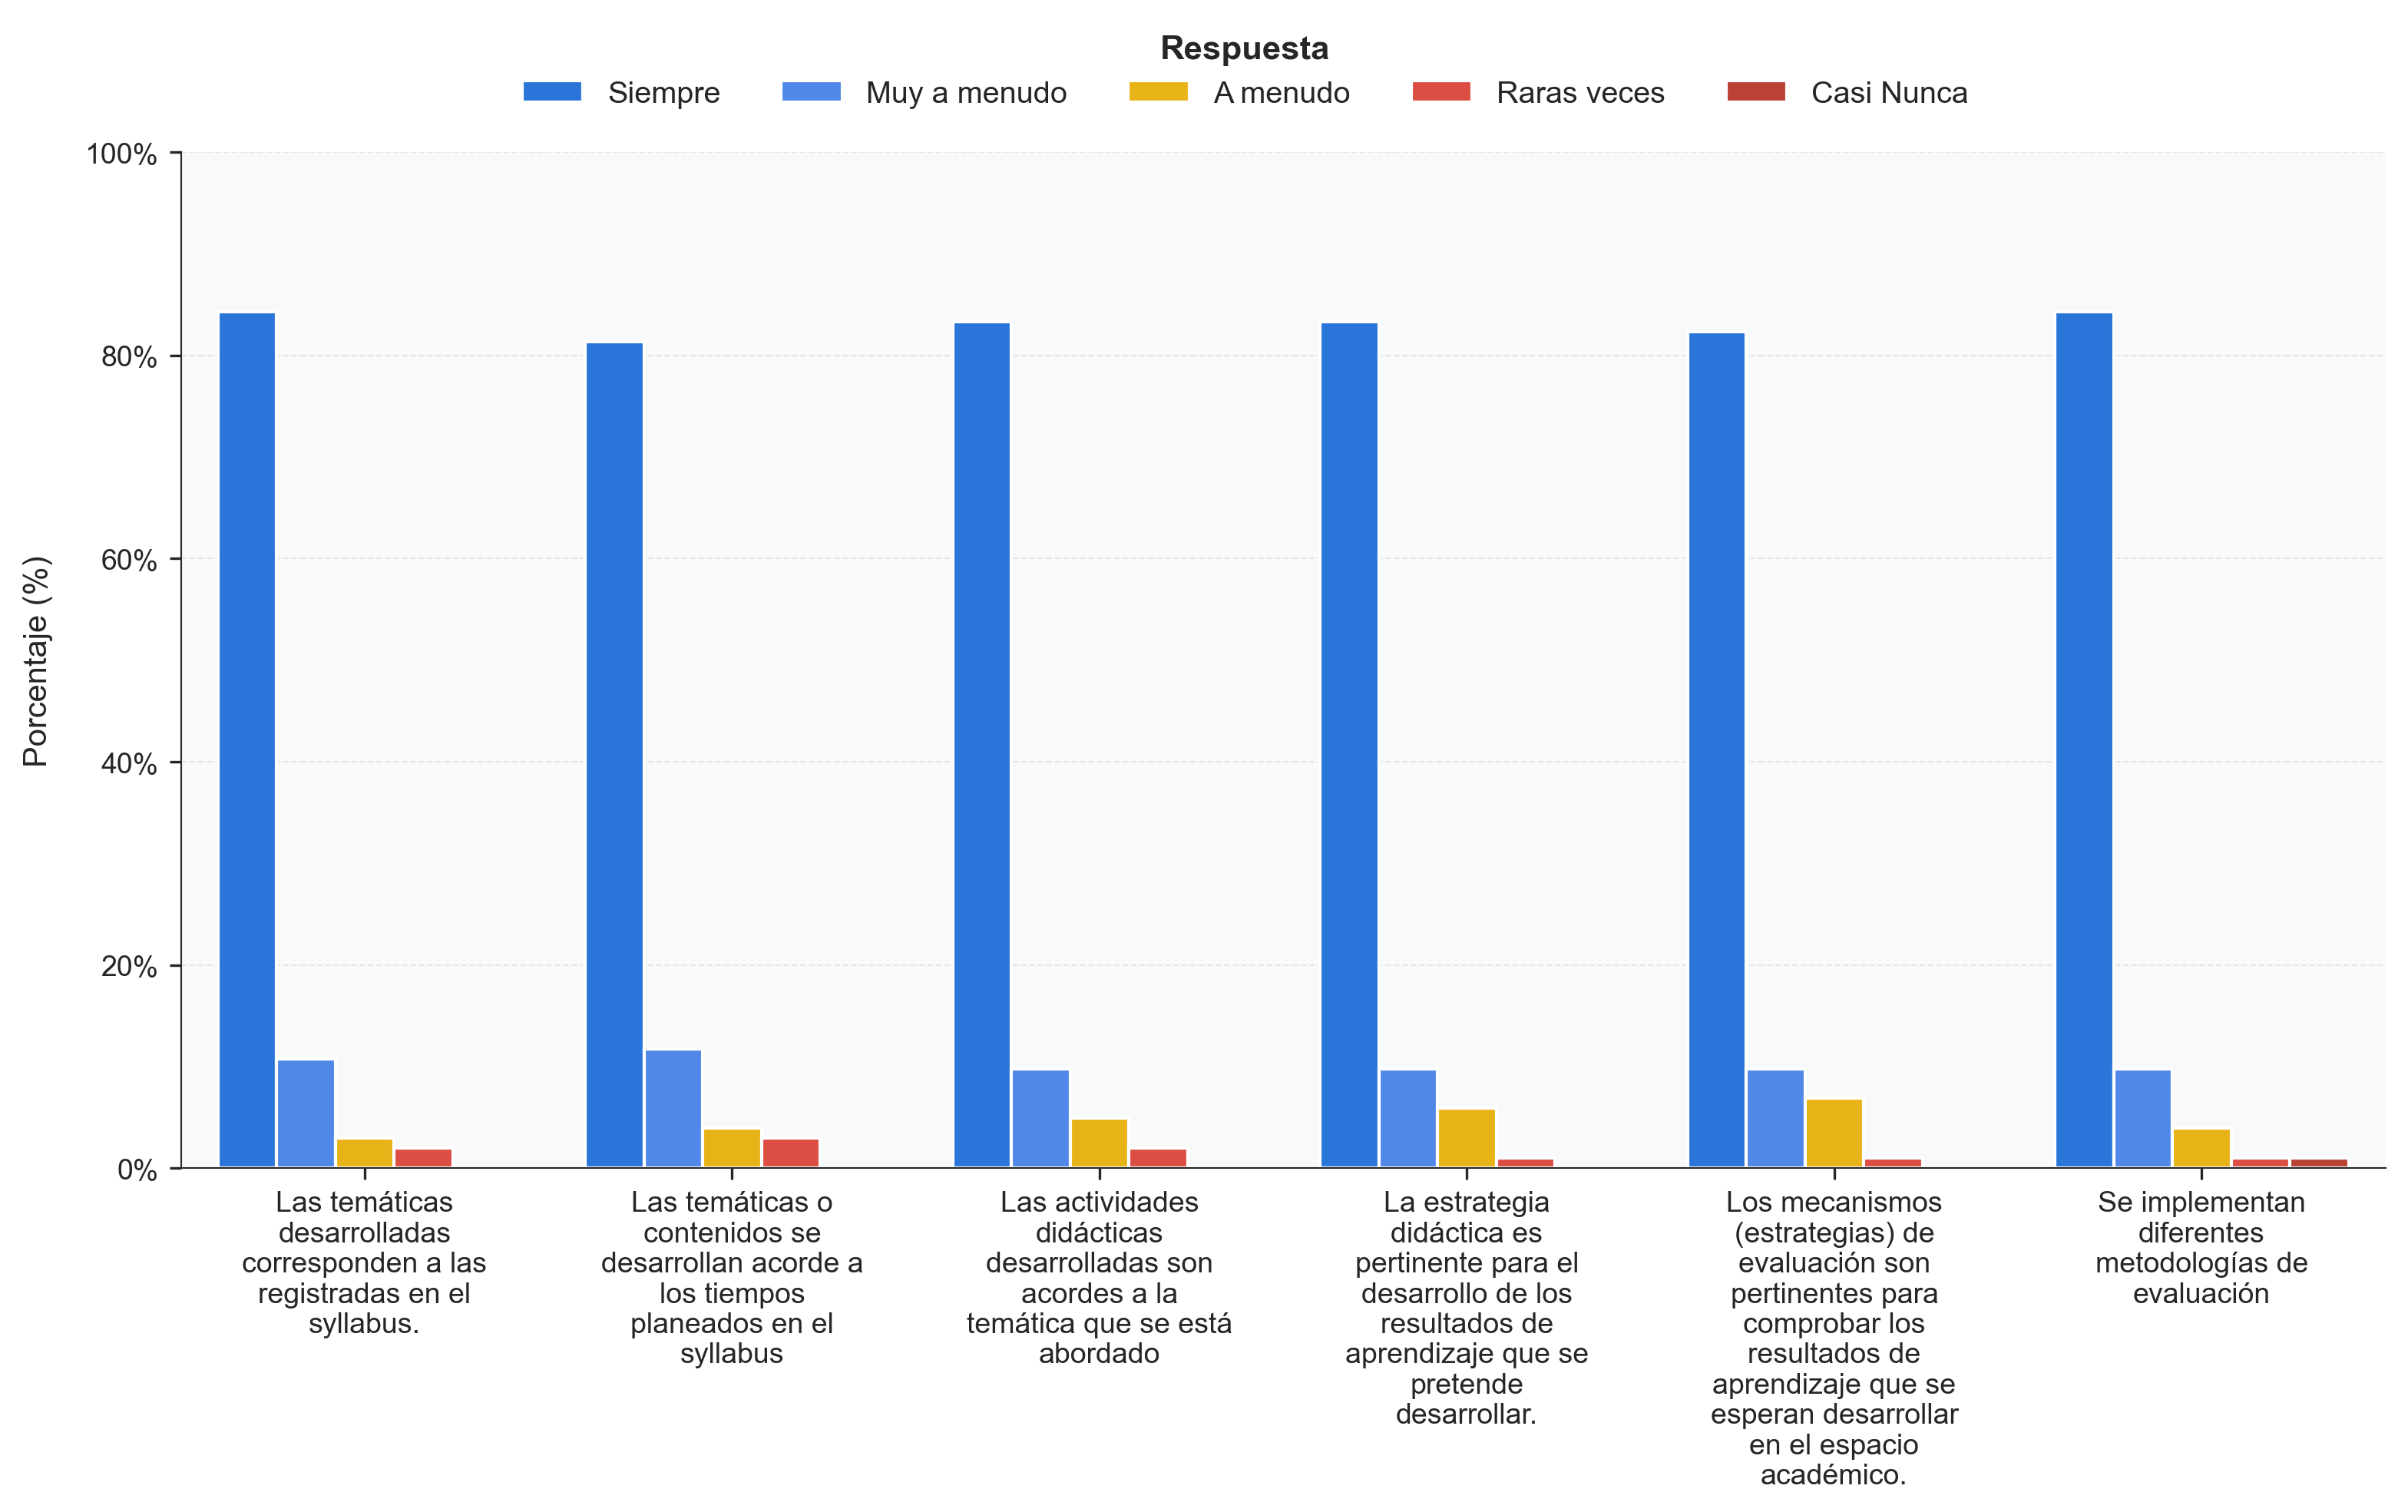 Respuesta
Siempre
Muy a menudo
A menudo
Raras veces
Casi Nunca
100%
80%
60%
40%
20%
0%
Porcentaje (%)
Las temáticas
desarrolladas
corresponden a las
registradas en el
syllabus.
Las temáticas o
contenidos se
desarrollan acorde a
los tiempos
planeados en el
syllabus
Las actividades
didácticas
desarrolladas son
acordes a la
temática que se está
abordado
La estrategia
didáctica es
pertinente para el
desarrollo de los
resultados de
aprendizaje que se
pretende
desarrollar.
Los mecanismos
(estrategias) de
evaluación son
pertinentes para
comprobar los
resultados de
aprendizaje que se
esperan desarrollar
en el espacio
académico.
Se implementan
diferentes
metodologías de
evaluación